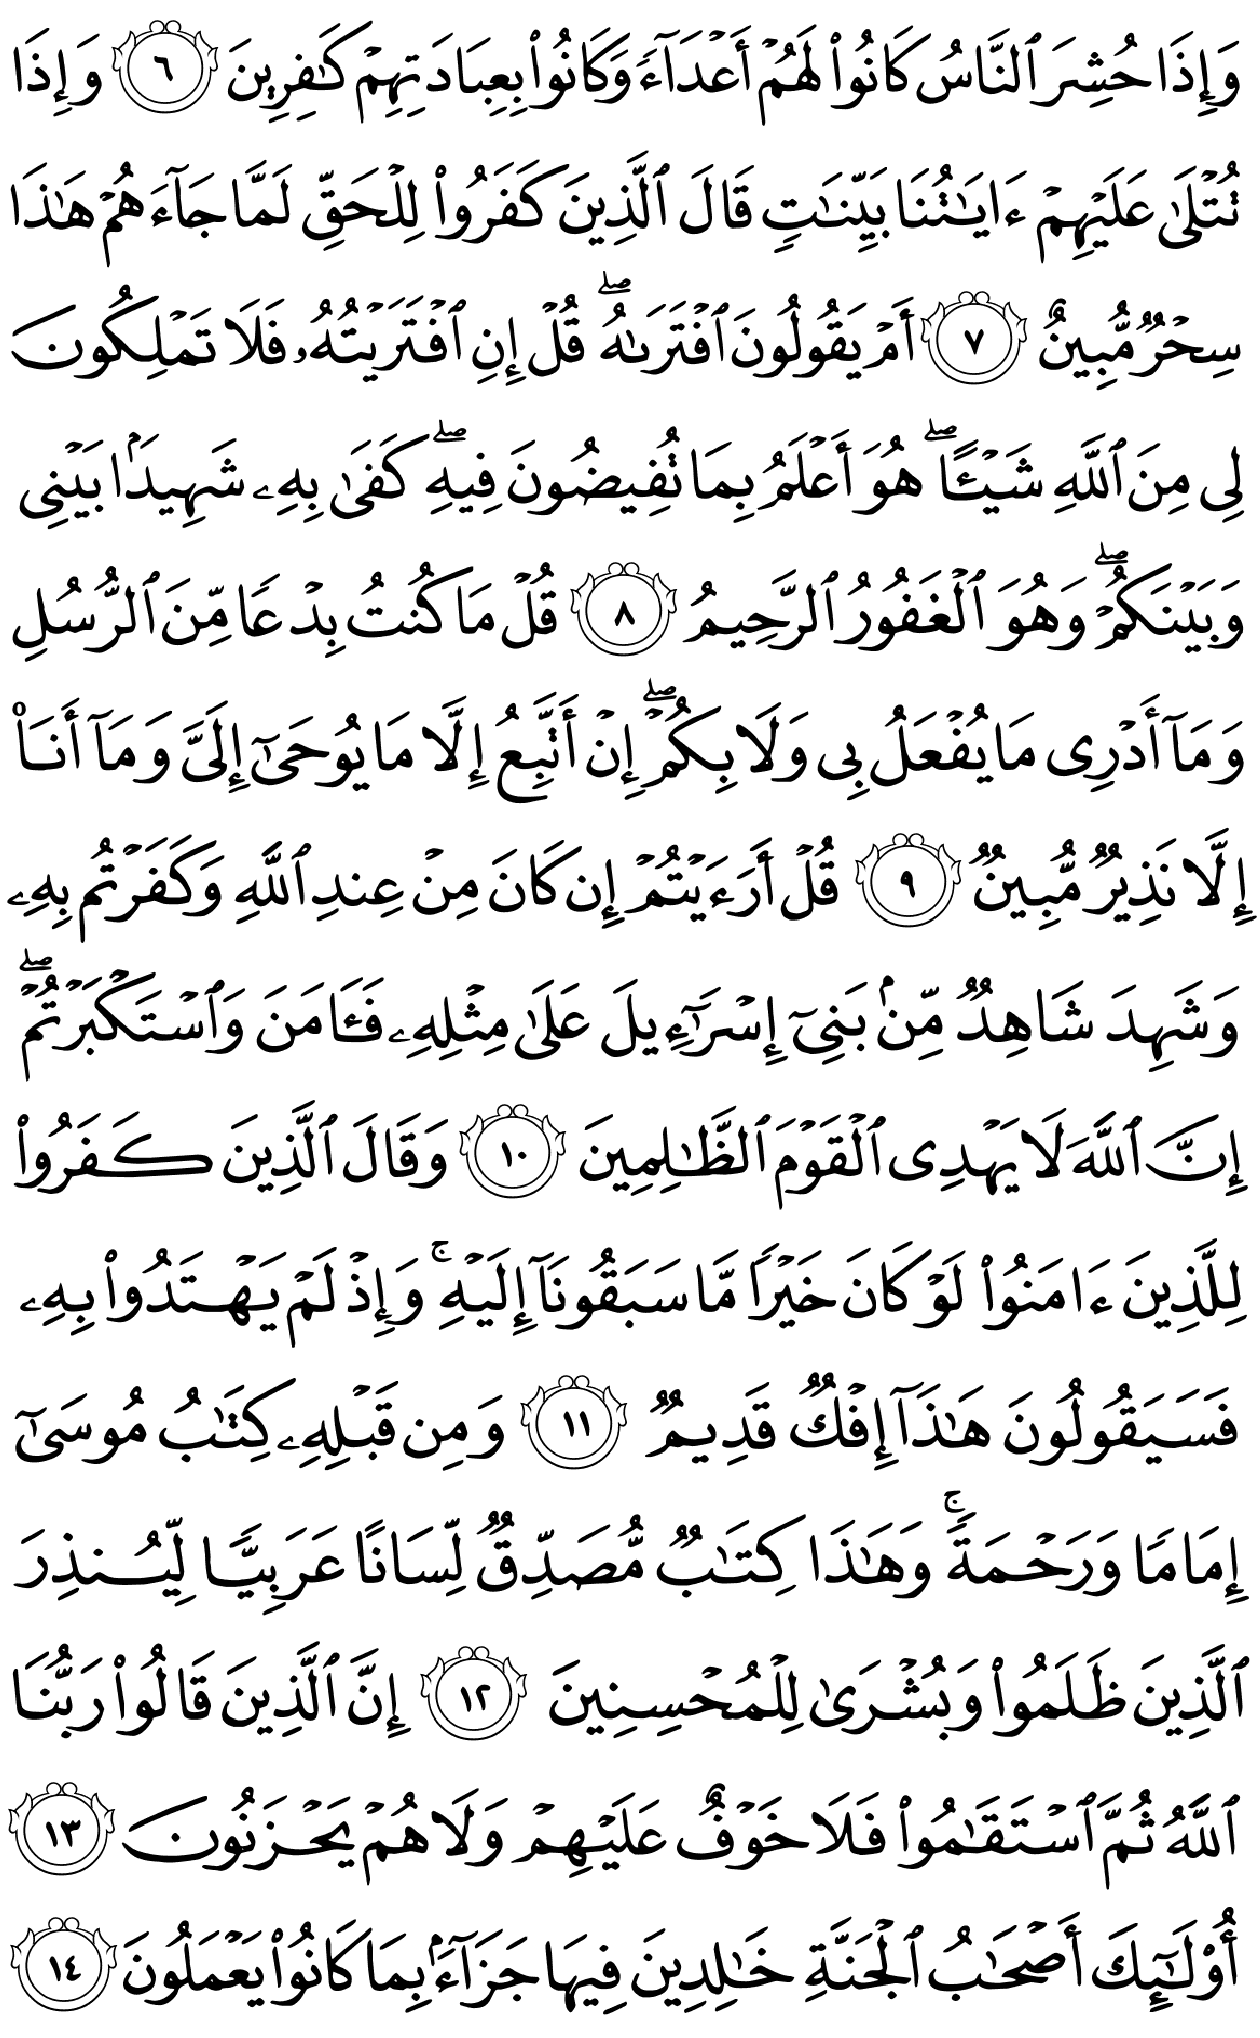 وَإِذَا حُشِرَ ٱلنَّاسُ كَانُوا۟ لَهُمْ أَعْدَآءً وَكَانُوا۟ بِعِبَادَتِهِمْ كَٰفِرِينَ ٦ وَإِذَا
تُتْلَىٰ عَلَيْهِمْ ءَايَٰتُنَا بَيِّنَٰتٍ قَالَ ٱلَّذِينَ كَفَرُوا۟ لِلْحَقِّ لَمَّا جَآءَهُمْ هَٰذَا
سِحْرٌ مُّبِينٌ ٧ أَمْ يَقُولُونَ ٱفْتَرَىٰهُ ۖ قُلْ إِنِ ٱفْتَرَيْتُهُۥ فَلَا تَمْلِكُونَ
لِى مِنَ ٱللَّهِ شَيْـًٔا ۖ هُوَ أَعْلَمُ بِمَا تُفِيضُونَ فِيهِ ۖ كَفَىٰ بِهِۦ شَهِيدًۢا بَيْنِى
وَبَيْنَكُمْ ۖ وَهُوَ ٱلْغَفُورُ ٱلرَّحِيمُ ٨ قُلْ مَا كُنتُ بِدْعًا مِّنَ ٱلرُّسُلِ
وَمَآ أَدْرِى مَا يُفْعَلُ بِى وَلَا بِكُمْ ۖ إِنْ أَتَّبِعُ إِلَّا مَا يُوحَىٰٓ إِلَىَّ وَمَآ أَنَا۠
إِلَّا نَذِيرٌ مُّبِينٌ ٩ قُلْ أَرَءَيْتُمْ إِن كَانَ مِنْ عِندِ ٱللَّهِ وَكَفَرْتُم بِهِۦ
وَشَهِدَ شَاهِدٌ مِّنۢ بَنِىٓ إِسْرَٰٓءِيلَ عَلَىٰ مِثْلِهِۦ فَـَٔامَنَ وَٱسْتَكْبَرْتُمْ ۖ
إِنَّ ٱللَّهَ لَا يَهْدِى ٱلْقَوْمَ ٱلظَّٰلِمِينَ ١٠ وَقَالَ ٱلَّذِينَ كَفَرُوا۟
لِلَّذِينَ ءَامَنُوا۟ لَوْ كَانَ خَيْرًا مَّا سَبَقُونَآ إِلَيْهِ ۚ وَإِذْ لَمْ يَهْتَدُوا۟ بِهِۦ
فَسَيَقُولُونَ هَٰذَآ إِفْكٌ قَدِيمٌ ١١ وَمِن قَبْلِهِۦ كِتَٰبُ مُوسَىٰٓ
إِمَامًا وَرَحْمَةً ۚ وَهَٰذَا كِتَٰبٌ مُّصَدِّقٌ لِّسَانًا عَرَبِيًّا لِّيُنذِرَ
ٱلَّذِينَ ظَلَمُوا۟ وَبُشْرَىٰ لِلْمُحْسِنِينَ ١٢ إِنَّ ٱلَّذِينَ قَالُوا۟ رَبُّنَا
ٱللَّهُ ثُمَّ ٱسْتَقَٰمُوا۟ فَلَا خَوْفٌ عَلَيْهِمْ وَلَا هُمْ يَحْزَنُونَ ١٣
أُو۟لَٰٓئِكَ أَصْحَٰبُ ٱلْجَنَّةِ خَٰلِدِينَ فِيهَا جَزَآءًۢ بِمَا كَانُوا۟ يَعْمَلُونَ ١٤